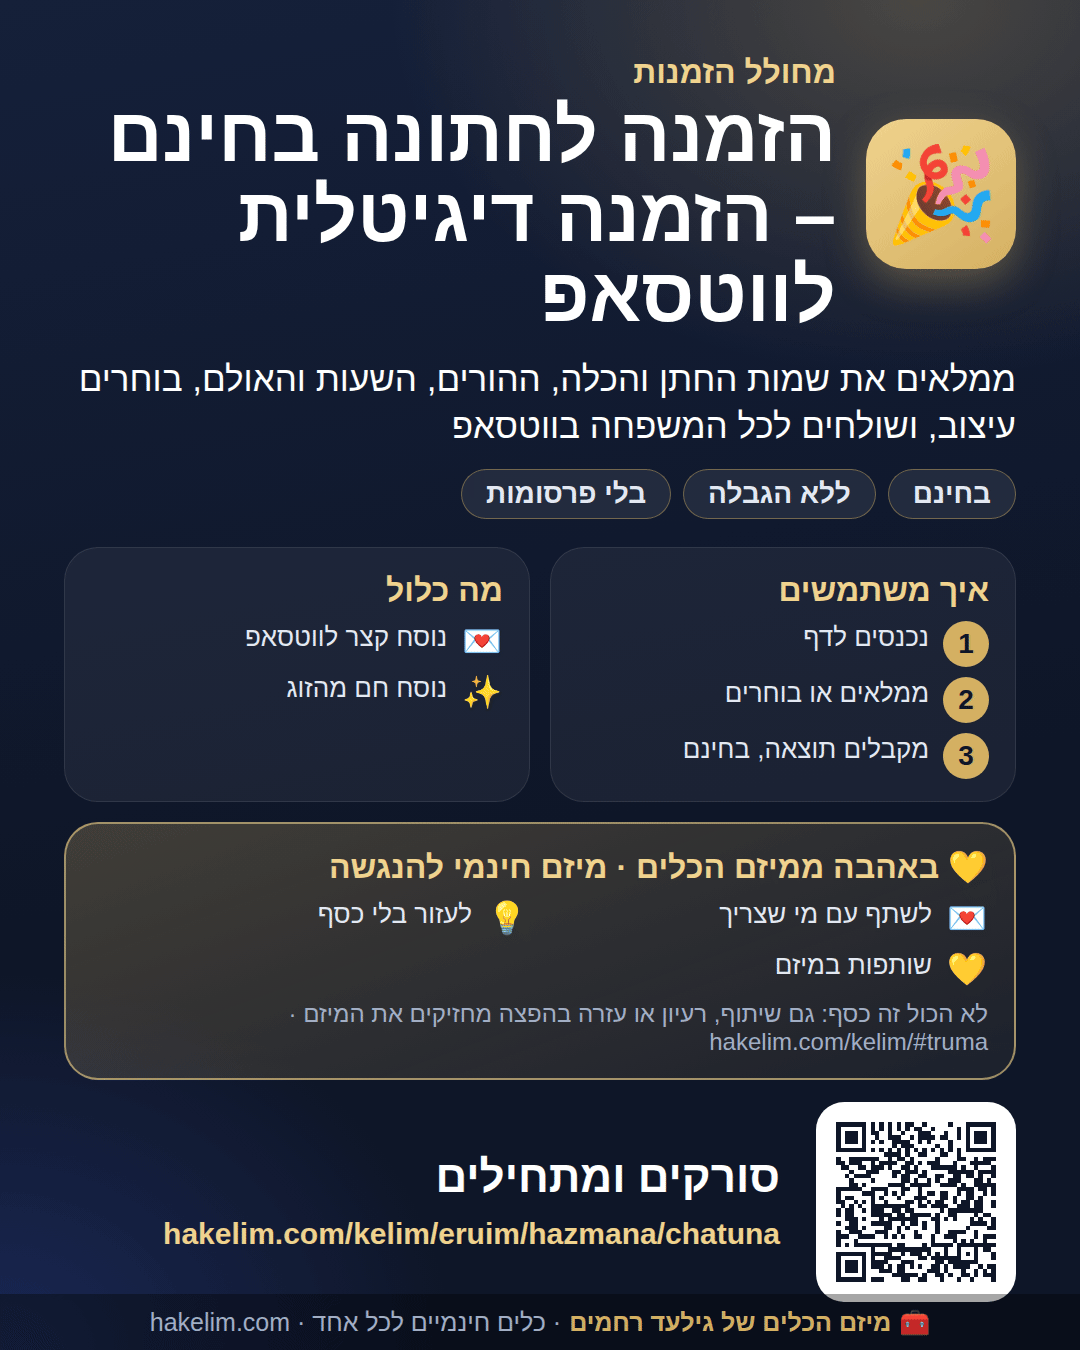 מחולל הזמנות
הזמנה לחתונה בחינם
– הזמנה דיגיטלית
לווטסאפ
ממלאים את שמות החתן והכלה, ההורים, השעות והאולם, בוחרים
עיצוב, ושולחים לכל המשפחה בווטסאפ
בחינם
ללא הגבלה
בלי פרסומות
איך משתמשים
1 נכנסים לדף
2 ממלאים או בוחרים
3 מקבלים תוצאה, בחינם
מה כלול
נוסח קצר לווטסאפ
נוסח חם מהזוג
באהבה ממיזם הכלים · מיזם חינמי להנגשה
לשתף עם מי שצריך
לעזור בלי כסף
שותפות במיזם
לא הכול זה כסף: גם שיתוף, רעיון או עזרה בהפצה מחזיקים את המיזם ·
hakelim.com/kelim/#truma
סורקים ומתחילים
hakelim.com/kelim/eruim/hazmana/chatuna
מיזם הכלים של גילעד רחמים · כלים חינמיים לכל אחד · hakelim.com